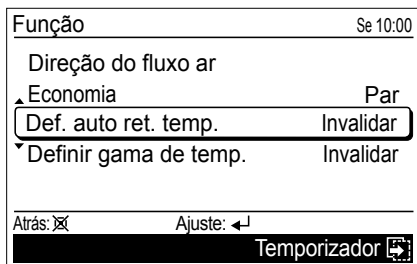 Função Se 10:00
Direção do fluxo ar
Economia Par
Def. auto ret. temp. Invalidar
Definir gama de temp. Invalidar
Atrás: Ajuste:
Temporizador